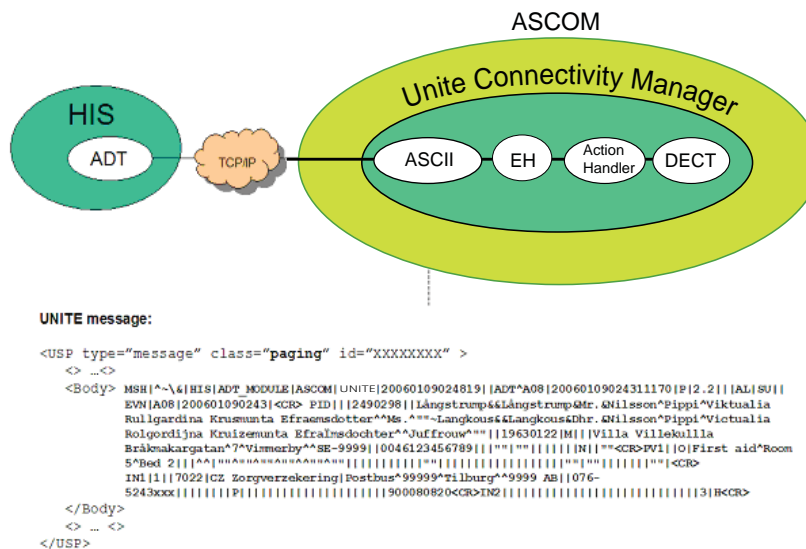 ASCOM
Unite Connectivity Manager
HIS
ADT
TCP/IP
ASCII
EH
Action
Handler
DECT
UNITE message:
<USP type="message" class="paging" id="XXXXXXXX" >
<> …<>
<Body> MSH|^~\&|HIS|ADT_MODULE|ASCOM|UNITE|20060109024819||ADT^A08|20060109024311170|P|2.2|||AL|SU||
EVN|A08|200601090243|<CR> PID|||2490298||Långstrump&&Långstrump&Mr.&Nilsson^Pippi^Viktualia
Rullgardina Krusmunta Efraemsdotter^^Ms.^""~Langkous&&Langkous&Dhr.&Nilsson^Pippi^Victualia
Rolgordijna Kruizemunta EfraÏmsdochter^^Juffrouw^""||19630122|M|||Villa Villekullla
Bråkmakargatan^7^Vimmerby^^SE-9999||0046123456789|||""|""|||||||N||""<CR>PV1||O|First aid^Room
5^Bed 2|||^^|""^""^""^""^""^""^""|||||||||||""|||||||||||||||||||||""|""|||||||""|<CR>
IN1|1||7022|CZ Zorgverzekering|Postbus^99999^Tilburg^^9999 AB||076-
5243xxx||||||||P|||||||||||||||||||||900080820<CR>IN2||||||||||||||||||||||||3|H<CR>
</Body>
<> … <>
</USP>